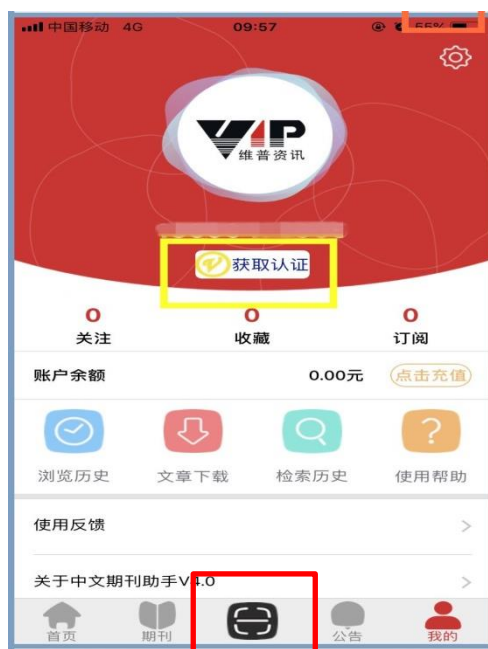 中国移动 4G 09:57 55%
VIP
维普资讯
获取认证
0 0 0
关注 收藏 订阅
账户余额 0.00元 点击充值
浏览历史 文章下载 检索历史 使用帮助
使用反馈
关于中文期刊助手V4.0
首页 期刊 公告 我的